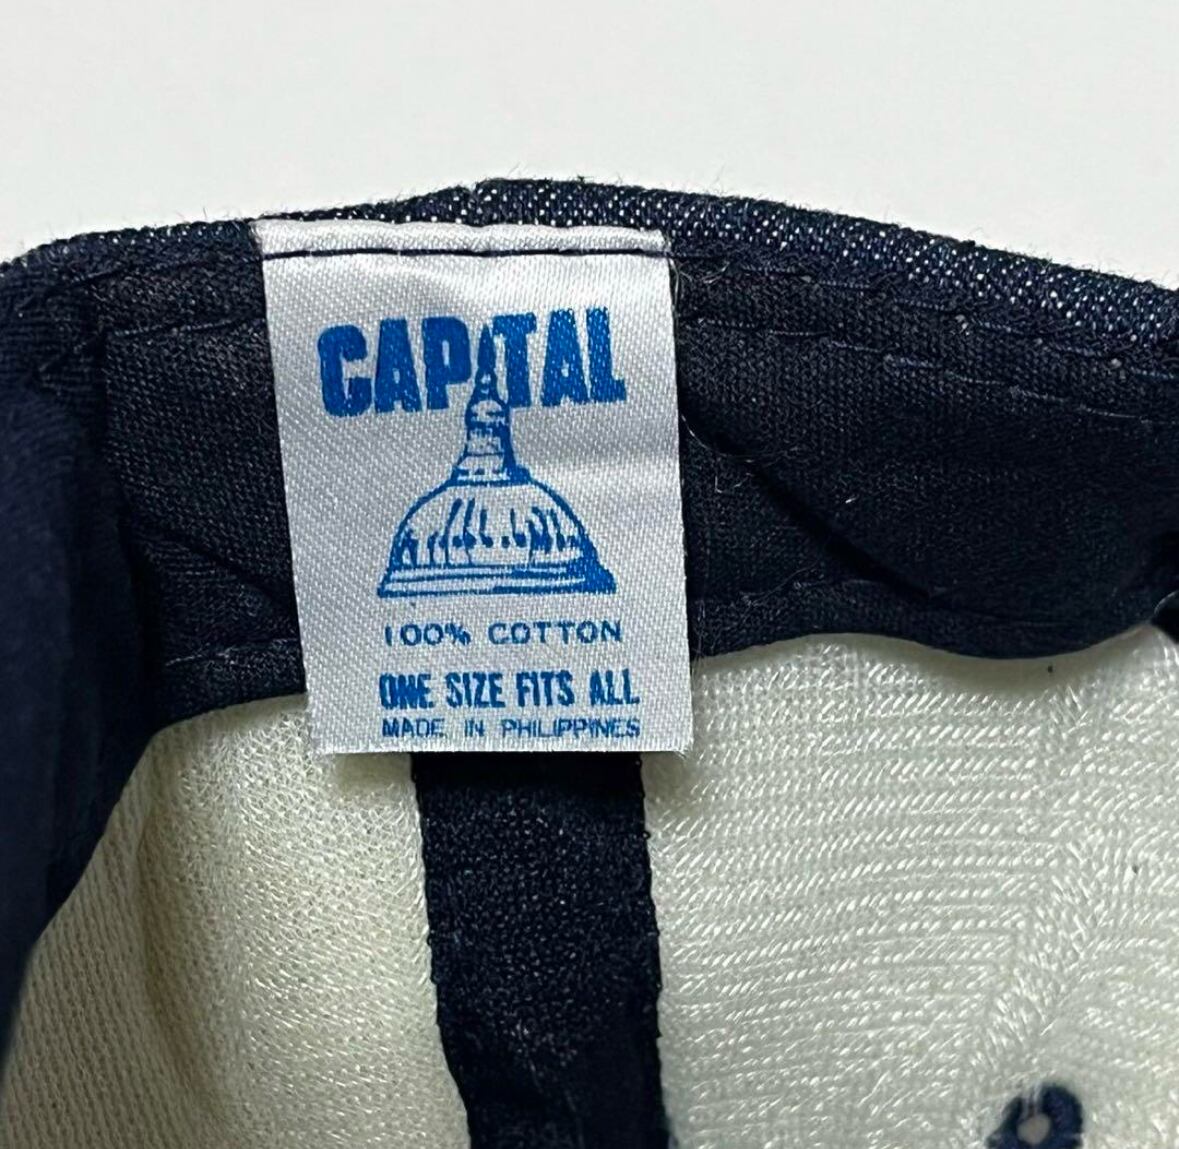 CAPITAL
100% COTTON
ONE SIZE FITS ALL
MADE IN PHILIPPINES